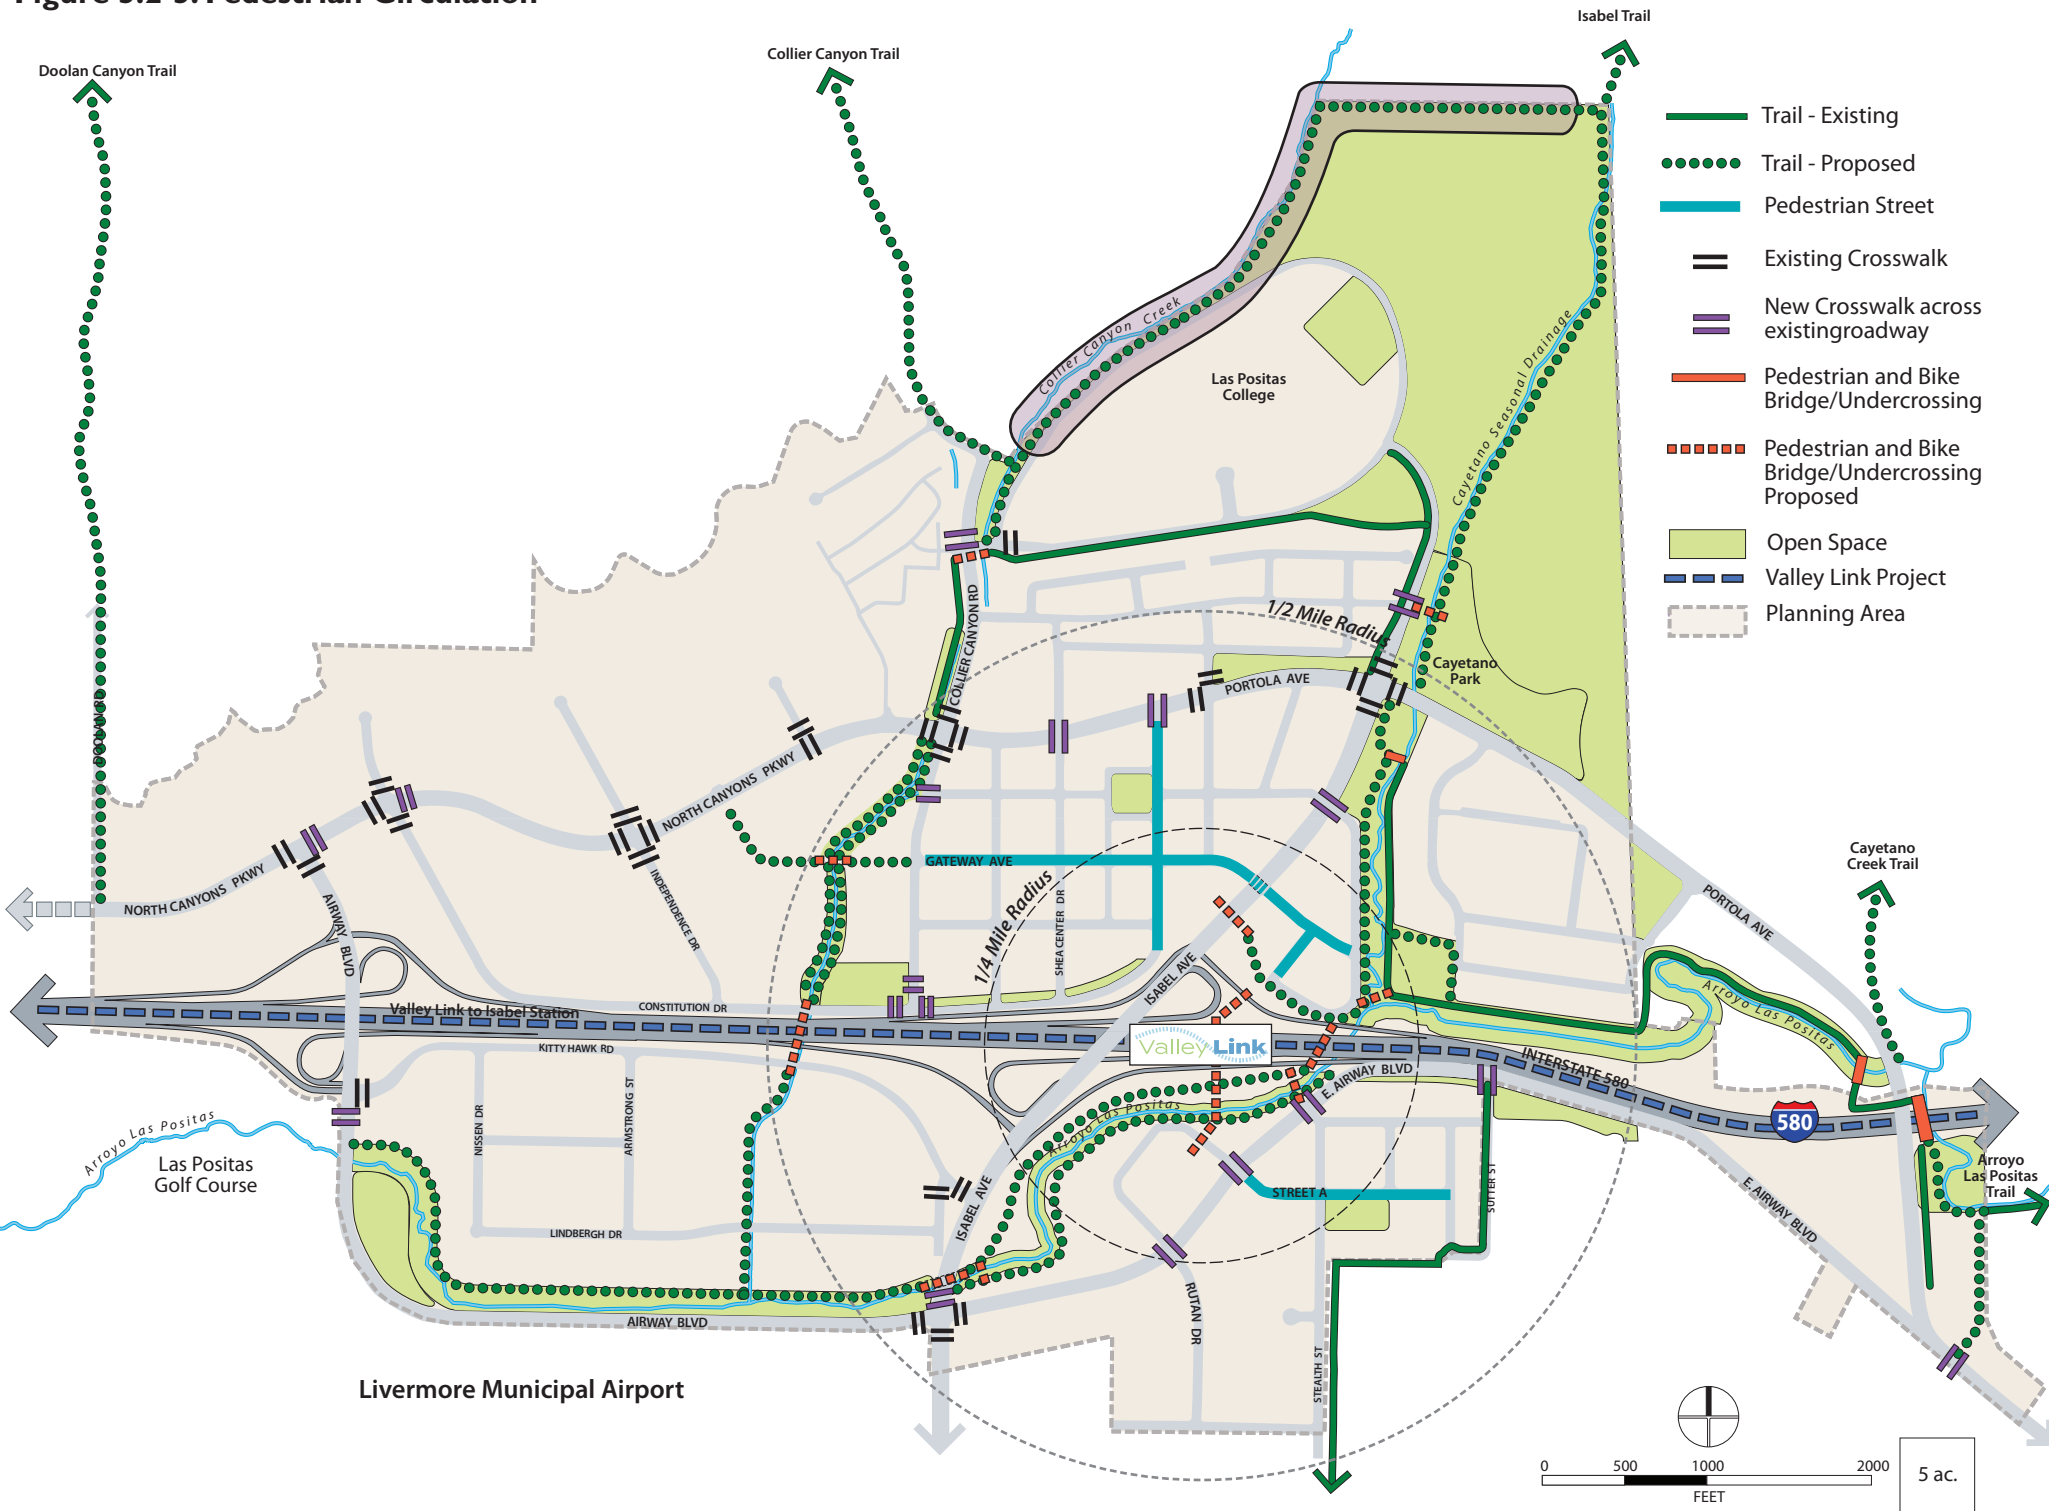 Figure 3.2-3: Pedestrian Circulation
Isabel Trail
Collier Canyon Trail
Doolan Canyon Trail
Trail - Existing
Trail - Proposed
Pedestrian Street
Existing Crosswalk
New Crosswalk across
existingroadway
Pedestrian and Bike
Bridge/Undercrossing
Pedestrian and Bike
Bridge/Undercrossing
Proposed
Open Space
Valley Link Project
Planning Area
Collier Canyon Creek
Cayetano Seasonal Drainage
Las Positas
College
1/2 Mile Radius
COLLIER CANYON RD
Cayetano
Park
PORTOLA AVE
DOOLAN RD
NORTH CANYONS PKWY
GATEWAY AVE
Cayetano
Creek Trail
NORTH CANYONS PKWY
AIRWAY BLVD
INDEPENDENCE DR
SHEA CENTER DR
1/4 Mile Radius
PORTOLA AVE
ISABEL AVE
Arroyo Las Positas
Valley Link to Isabel Station
CONSTITUTION DR
KITTY HAWK RD
Valley Link
INTERSTATE 580
E. AIRWAY BLVD
580
Arroyo Las Positas
NISSEN DR
ARMSTRONG ST
Arroyo Las Positas
Las Positas
Golf Course
Arroyo
Las Positas
Trail
STREET A
SUTTER ST
E. AIRWAY BLVD
ISABEL AVE
LINDBERGH DR
RUTAN DR
AIRWAY BLVD
STEALTH ST
Livermore Municipal Airport
0 500 1000 2000
FEET
5 ac.